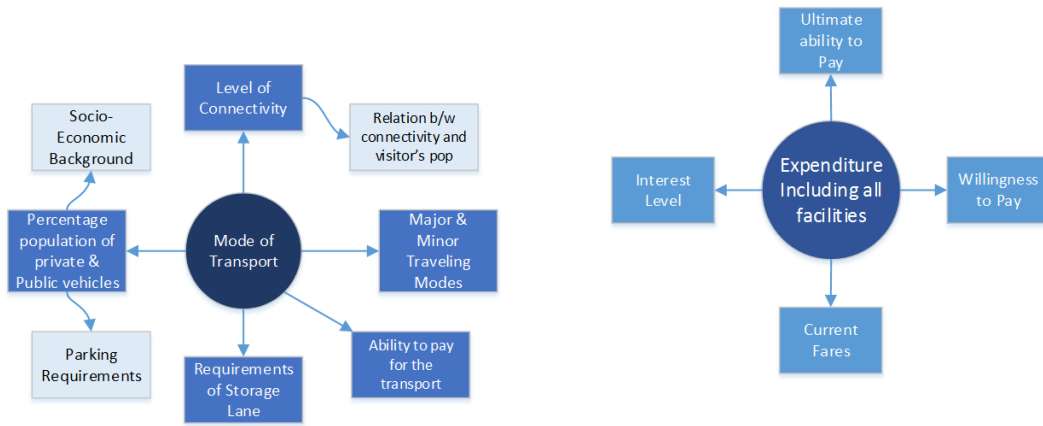 Level of
Connectivity
Relation b/w
connectivity and
visitor's pop
Socio-
Economic
Background
Percentage
population of
private &
Public vehicles
Mode of
Transport
Major &
Minor
Traveling
Modes
Parking
Requirements
Requirements
of Storage
Lane
Ability to pay
for the
transport
Ultimate
ability to
Pay
Interest
Level
Expenditure
Including all
facilities
Willingness
to Pay
Current
Fares